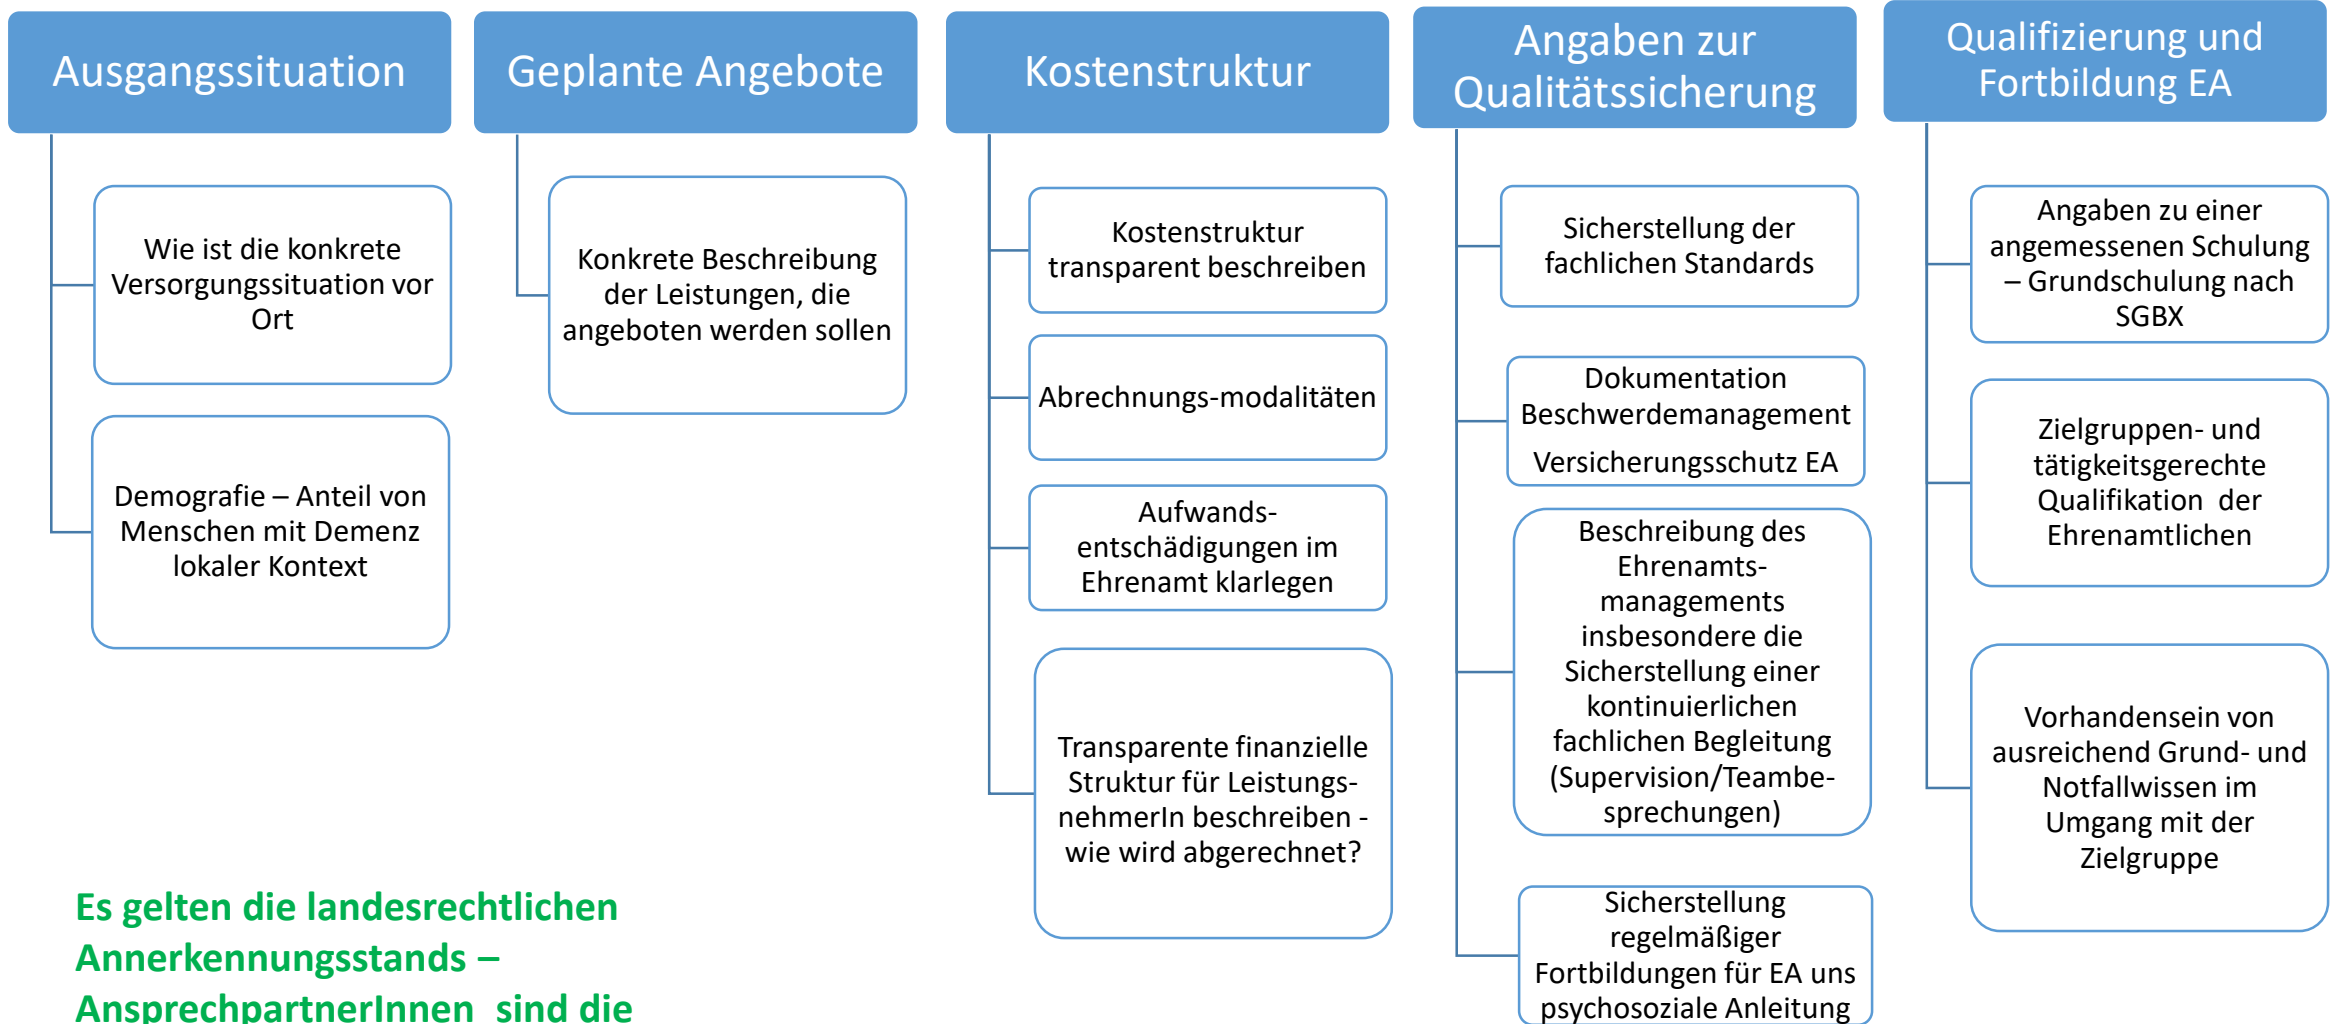 Ausgangssituation
Wie ist die konkrete
Versorgungssituation vor
Ort
Demografie – Anteil von
Menschen mit Demenz
lokaler Kontext
Geplante Angebote
Konkrete Beschreibung
der Leistungen, die
angeboten werden sollen
Kostenstruktur
Kostenstruktur
transparent beschreiben
Abrechnungs-modalitäten
Aufwands-
entschädigungen im
Ehrenamt klarlegen
Transparente finanzielle
Struktur für Leistungs-
nehmerIn beschreiben -
wie wird abgerechnet?
Angaben zur
Qualitätssicherung
Sicherstellung der
fachlichen Standards
Dokumentation
Beschwerdemanagement
Versicherungsschutz EA
Beschreibung des
Ehrenamts-
managements
insbesondere die
Sicherstellung einer
kontinuierlichen
fachlichen Begleitung
(Supervision/Teambe-
sprechungen)
Sicherstellung
regelmäßiger
Fortbildungen für EA uns
psychosoziale Anleitung
Qualifizierung und
Fortbildung EA
Angaben zu einer
angemessenen Schulung
– Grundschulung nach
SGBX
Zielgruppen- und
tätigkeitsgerechte
Qualifikation der
Ehrenamtlichen
Vorhandensein von
ausreichend Grund- und
Notfallwissen im
Umgang mit der
Zielgruppe
Es gelten die landesrechtlichen
Annerkennungsstands –
AnsprechpartnerInnen sind die